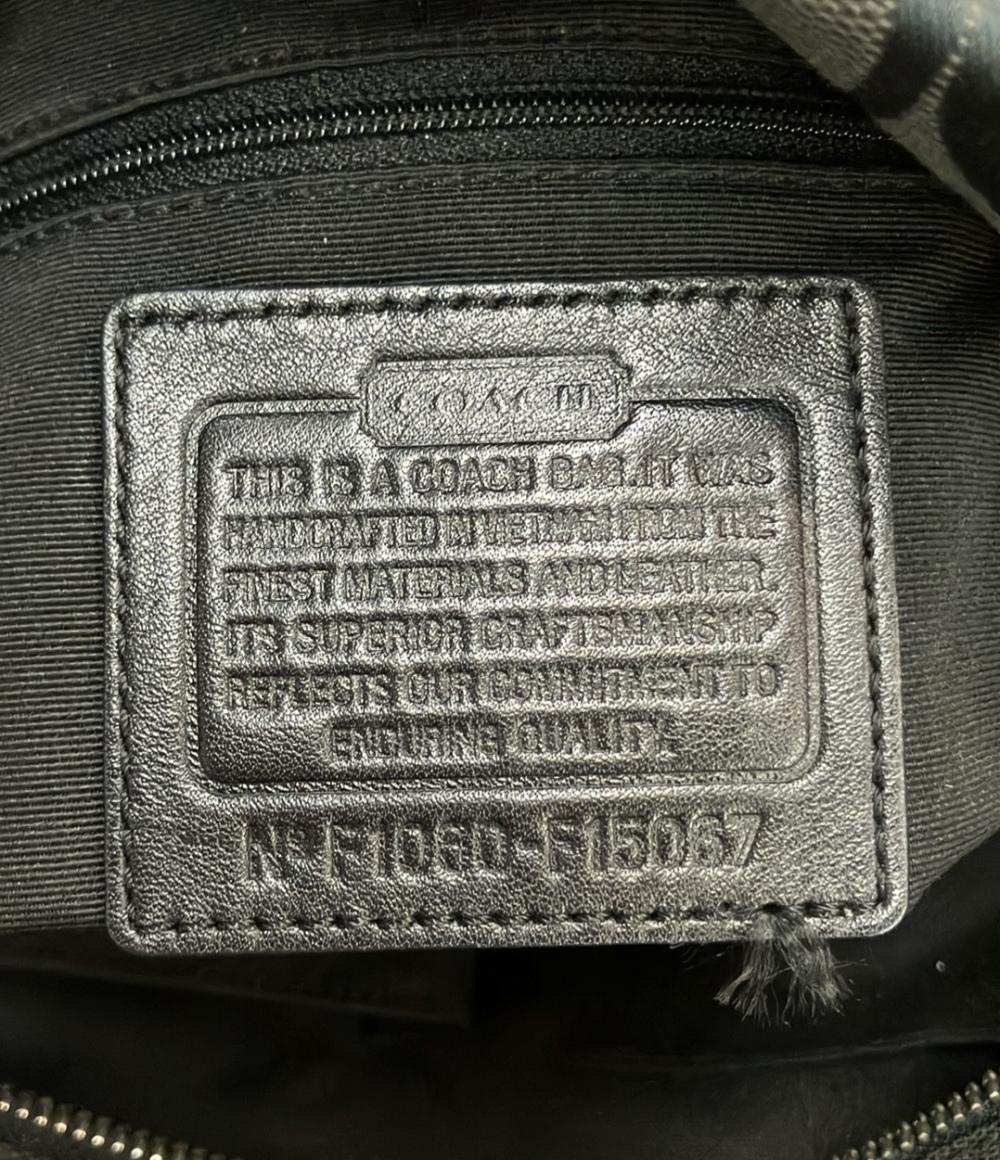 COACH
THIS IS A COACH BAG. IT WAS
HANDCRAFTED IN VIETNAM FROM THE
FINEST MATERIALS AND LEATHER.
ITS SUPERIOR CRAFTSMANSHIP
REFLECTS OUR COMMITMENT TO
ENDURING QUALITY.
Nº F1060-F15067